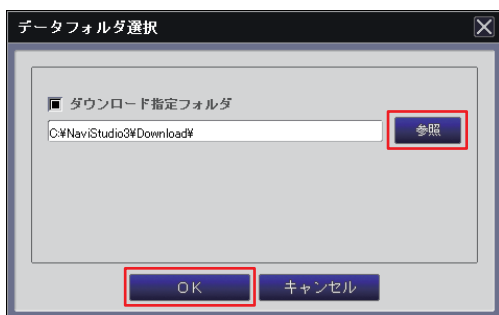 データフォルダ選択
ダウンロード指定フォルダ
C:¥NaviStudio3¥Download¥
参照
OK
キャンセル